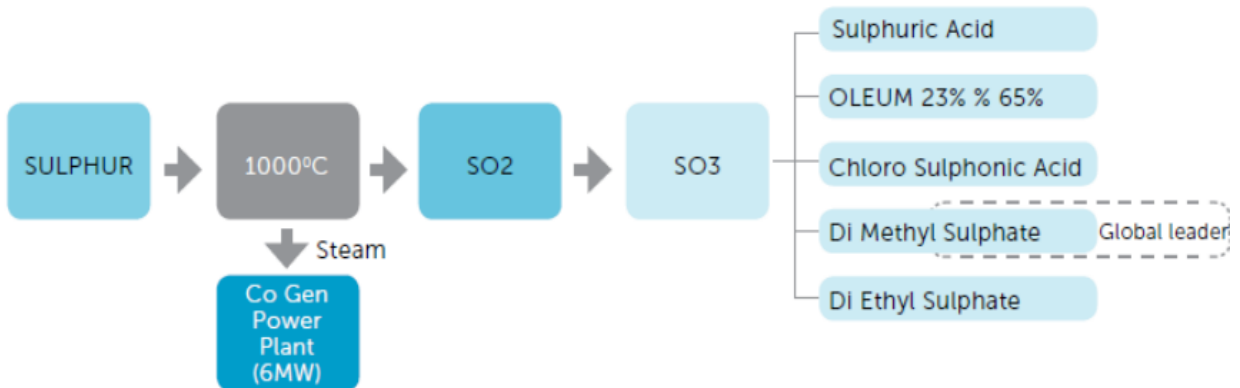 SULPHUR
1000⁰C
SO2
SO3
Sulphuric Acid
OLEUM 23% % 65%
Chloro Sulphonic Acid
Di Methyl Sulphate
Global leader
Di Ethyl Sulphate
Steam
Co Gen
Power
Plant
(6MW)